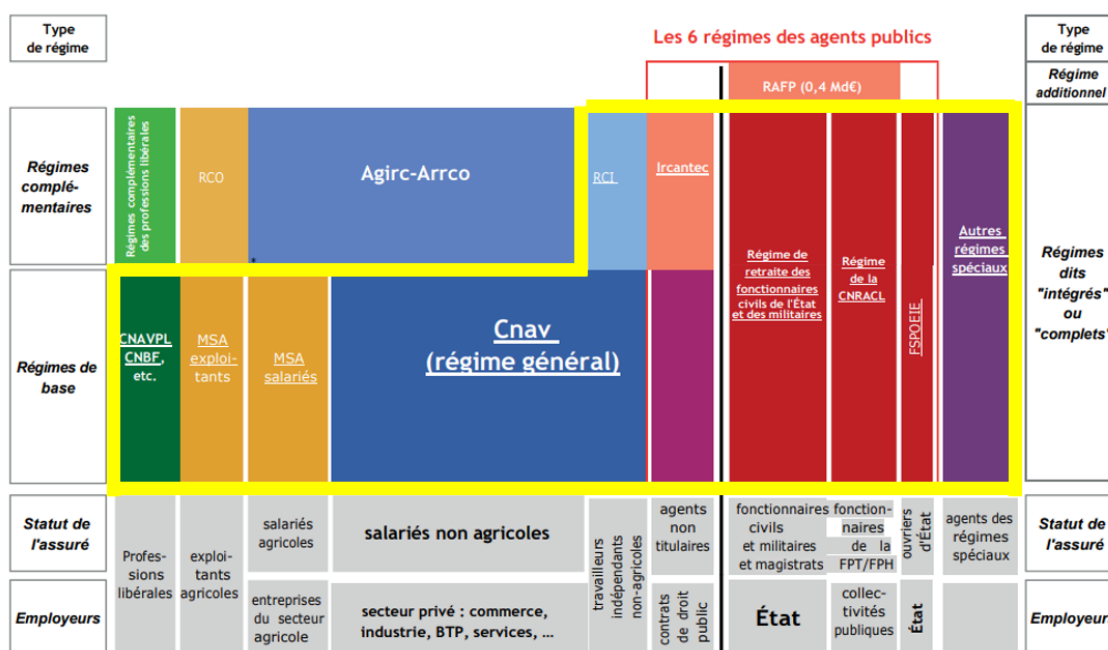 Type
de régime
Les 6 régimes des agents publics
Type
de régime
RAFP (0,4 Md€)
Régime
additionnel
Régimes
complé-
mentaires
Régimes complémentaires
des professions libérales
RCO
Agirc-Arrco
*
RCI
Ircantec
Régime de
retraite des
fonctionnaires
civils de l'État
et des militaires
Régime
de la
CNRACL
FSPOEIE
Autres
régimes
spéciaux
Régimes
dits
"intégrés"
ou
"complets"
Régimes de
base
CNAVPL
CNBF,
etc.
MSA
exploi-
tants
MSA
salariés
Cnav
(régime général)
Statut de
l'assuré
Profes-
sions
libérales
exploi-
tants
agricoles
salariés
agricoles
salariés non agricoles
travailleurs
indépendants
non-agricoles
agents
non
titulaires
fonctionnaires
civils
et militaires
et magistrats
fonction-
naires
de la
FPT/FPH
ouvriers
d'État
agents des
régimes
spéciaux
Statut de
l'assuré
Employeurs
entreprises
du secteur
agricole
secteur privé : commerce,
industrie, BTP, services, ...
contrats
de droit
public
État
collec-
tivités
publiques
État
Employeurs